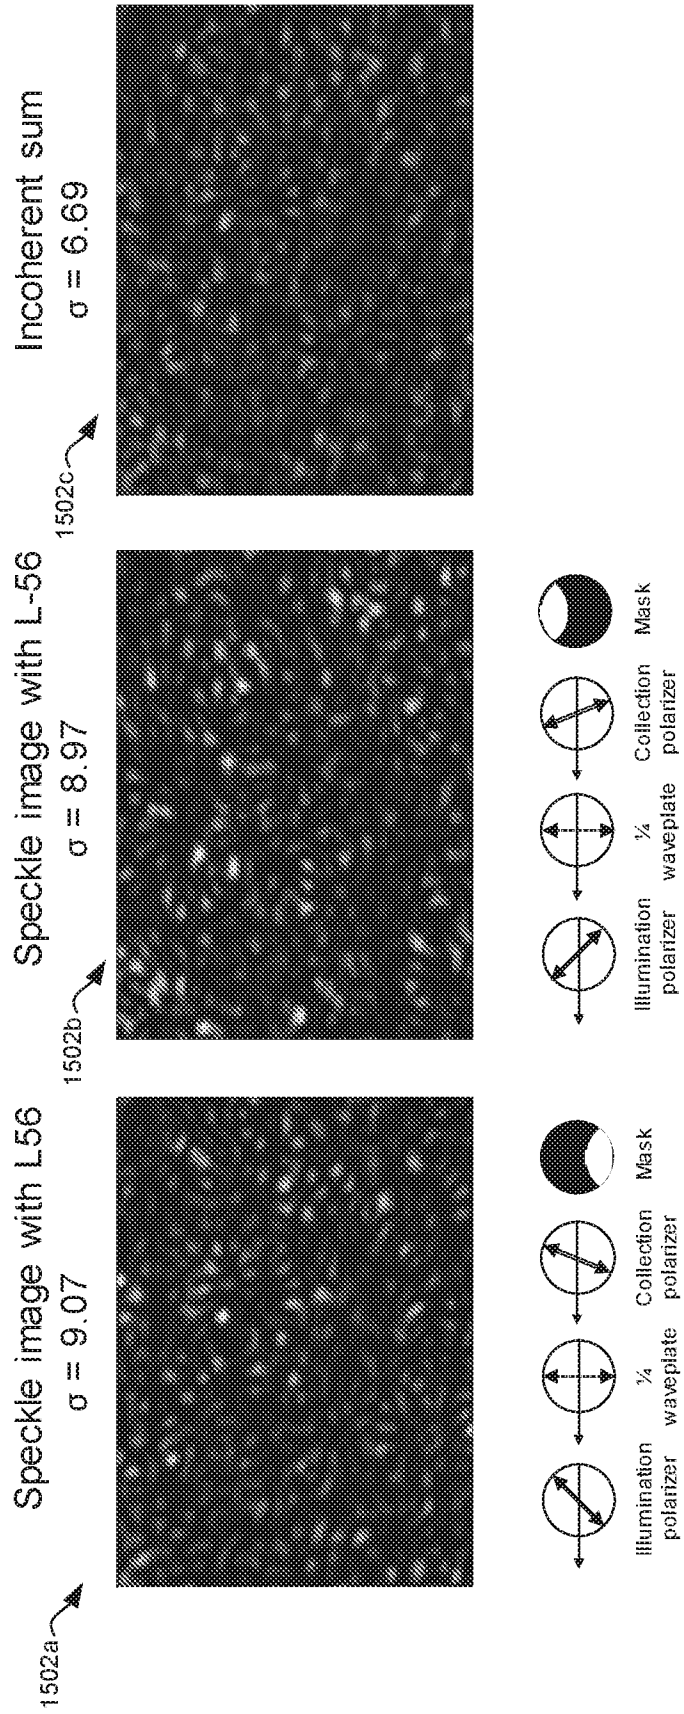 Speckle image with L56
σ = 9.07
1502a
Illumination
polarizer
¼
waveplate
Collection
polarizer
Mask
Speckle image with L-56
σ = 8.97
1502b
Illumination
polarizer
¼
waveplate
Collection
polarizer
Mask
Incoherent sum
σ = 6.69
1502c